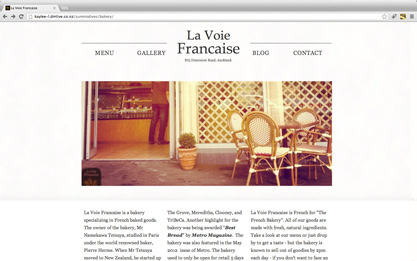 La Voie Francaise
kaylee-l.dmlive.co.nz/summatives/bakery/
La Voie
Francaise
MENU GALLERY BLOG CONTACT
875 Dominion Road, Auckland
La Voie Francaise is a bakery
specializing in French baked goods.
The owner of the bakery, Mr
Namekawa Tetsuya, studied in Paris
under the world renowned baker,
Pierre Herme. When Mr Tetsuya
moved to New Zealand, he started up
The Grove, Merediths, Clooney, and
TriBeCa. Another highlight for the
bakery was being awarded "Best
Bread" by Metro Magazine. The
bakery was also featured in the May
2012 issue of Metro. The bakery
used to only be open for retail 5 days
La Voie Francaise is French for "The
French Bakery". All of our goods are
made with fresh, natural ingredients.
Take a look at our menu or just drop
by to get a taste - but the bakery is
known to sell out of goodies by 2pm
each day - if you don't want to face an